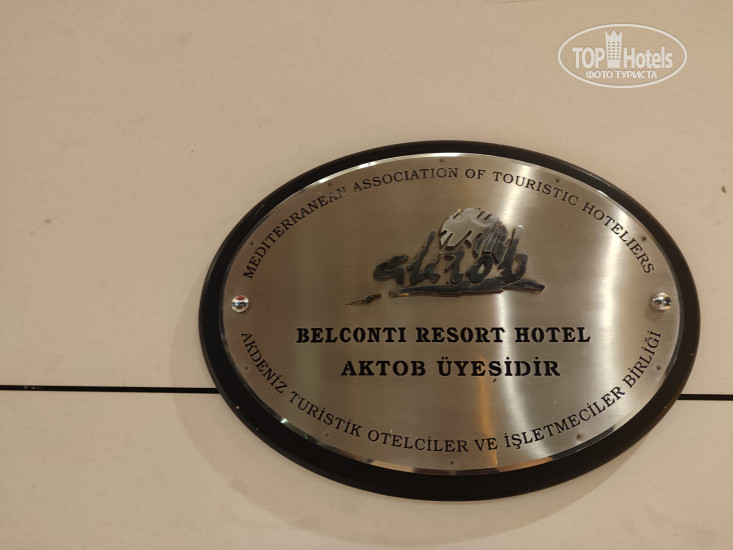 TOP Hotels
ФОТО ТУРИСТА
MEDITERRANEAN ASSOCIATION OF TOURISTIC HOTELIERS
aktob
BELCONTI RESORT HOTEL
AKTOB ÜYESİDİR
AKDENİZ TURİSTİK OTELCİLER VE İŞLETMECİLER BİRLİĞİ